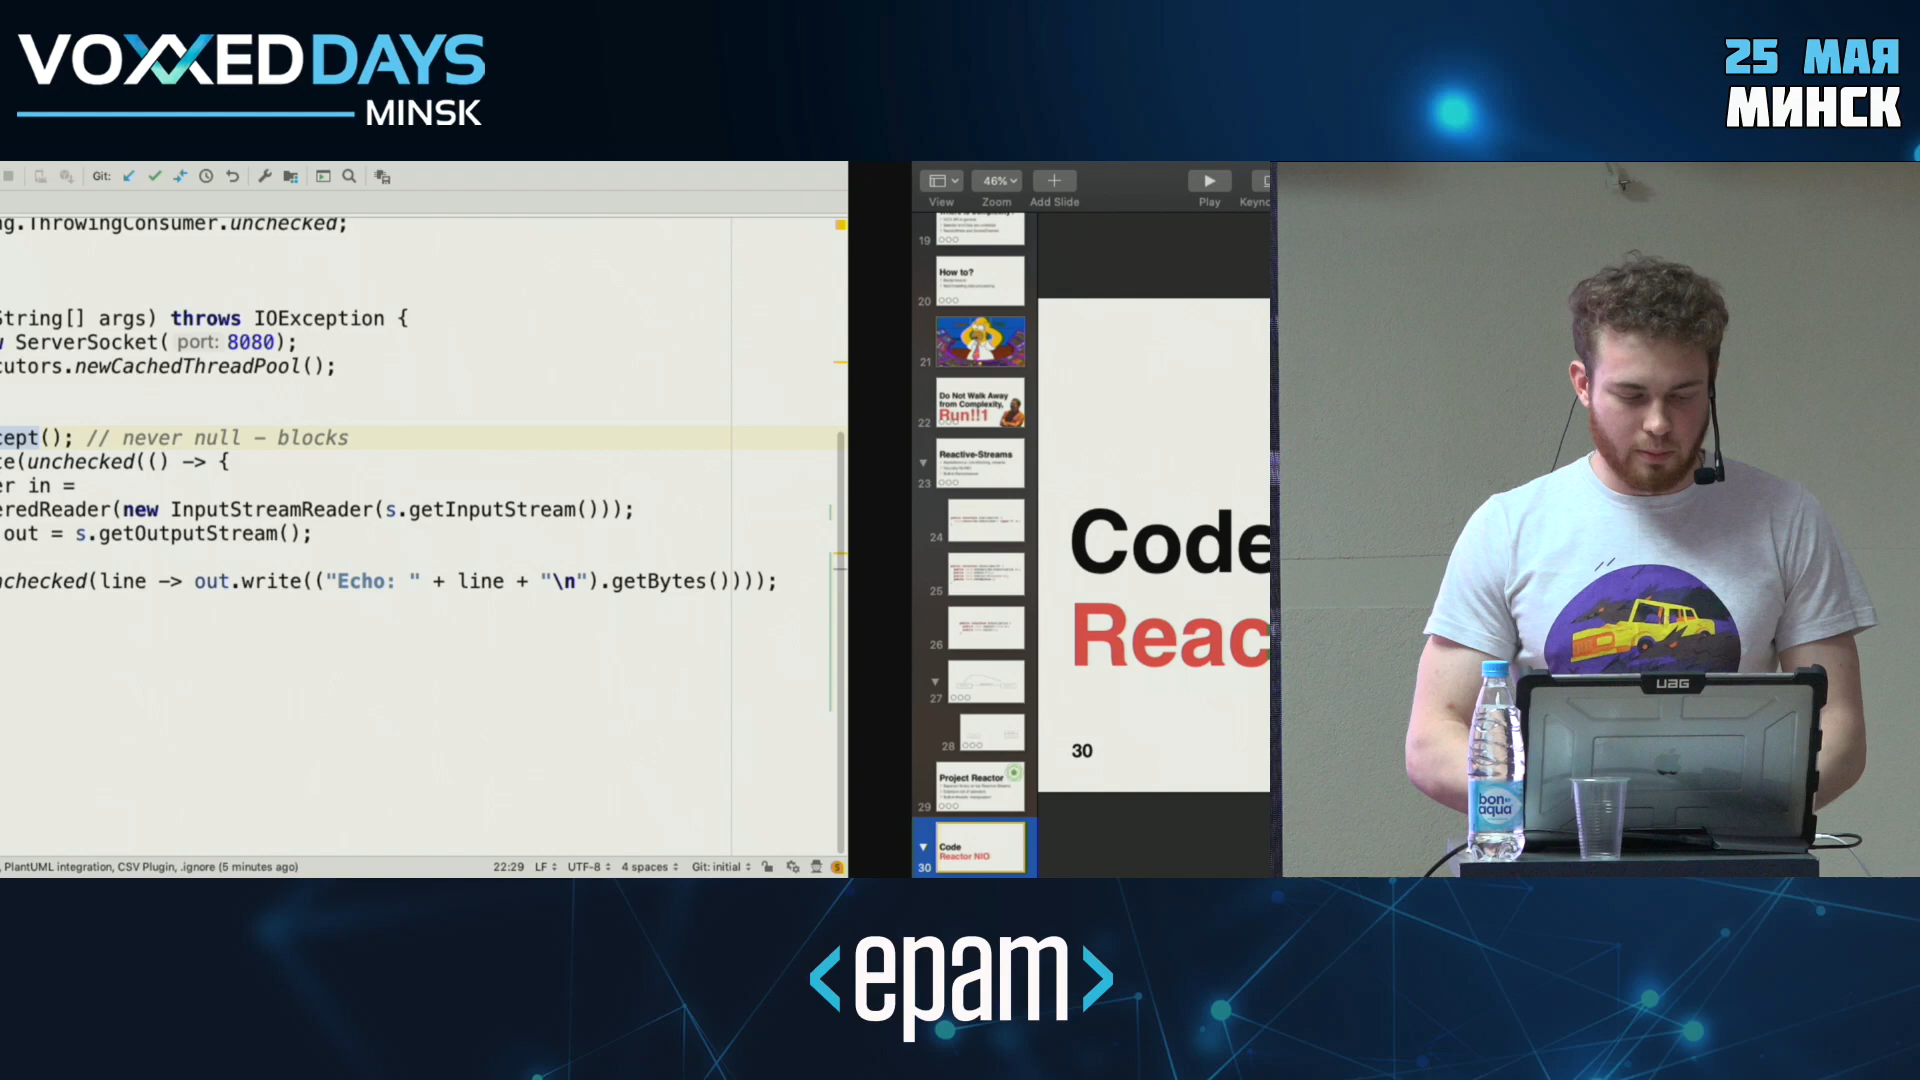 VOXXEDDAYS
MINSK
25 МАЯ
МИНСК
Git:
g.ThrowingConsumer.unchecked;
String[] args) throws IOException {
ServerSocket( port: 8080);
cutors.newCachedThreadPool();
cept(); // never null – blocks
te(unchecked(() -> {
er in =
eredReader(new InputStreamReader(s.getInputStream()));
out = s.getOutputStream();
nchecked(line -> out.write(("Echo: " + line + "\n").getBytes())));
PlantUML integration, CSV Plugin, .ignore (5 minutes ago)
22:29 LF UTF-8 4 spaces Git: initial
46%
View Zoom Add Slide Play Keyno
19
How to?
20
21
Do Not Walk Away
from Complexity,
Run!!1
22
Reactive-Streams
23
24
25
26
27
28
Project Reactor
29
Code
Reactor NIO
30
Code
Reac
30
UAG
bon
aqua
<epam>